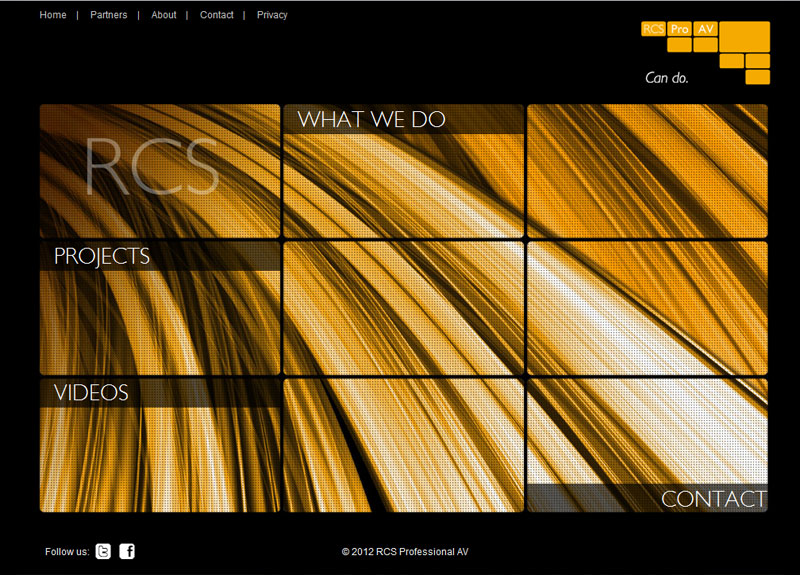 Home | Partners | About | Contact | Privacy
RCS Pro AV
Can do.
WHAT WE DO
RCS
PROJECTS
VIDEOS
CONTACT
Follow us:
© 2012 RCS Professional AV